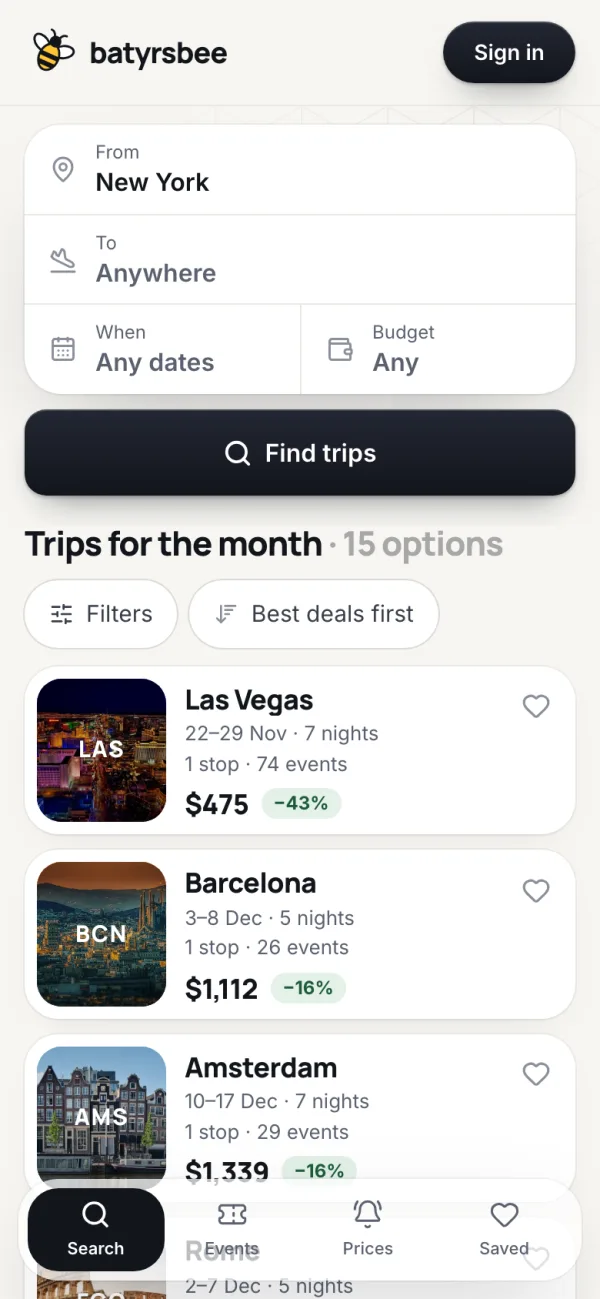 batyrsbee
Sign in
From
New York
To
Anywhere
When
Any dates
Budget
Any
Find trips
Trips for the month · 15 options
Filters
Best deals first
LAS
Las Vegas
22–29 Nov · 7 nights
1 stop · 74 events
$475 −43%
BCN
Barcelona
3–8 Dec · 5 nights
1 stop · 26 events
$1,112 −16%
AMS
Amsterdam
10–17 Dec · 7 nights
1 stop · 29 events
$1,339 −16%
Search
Events
Prices
Saved
Rome
2–7 Dec · 5 nights
FCO